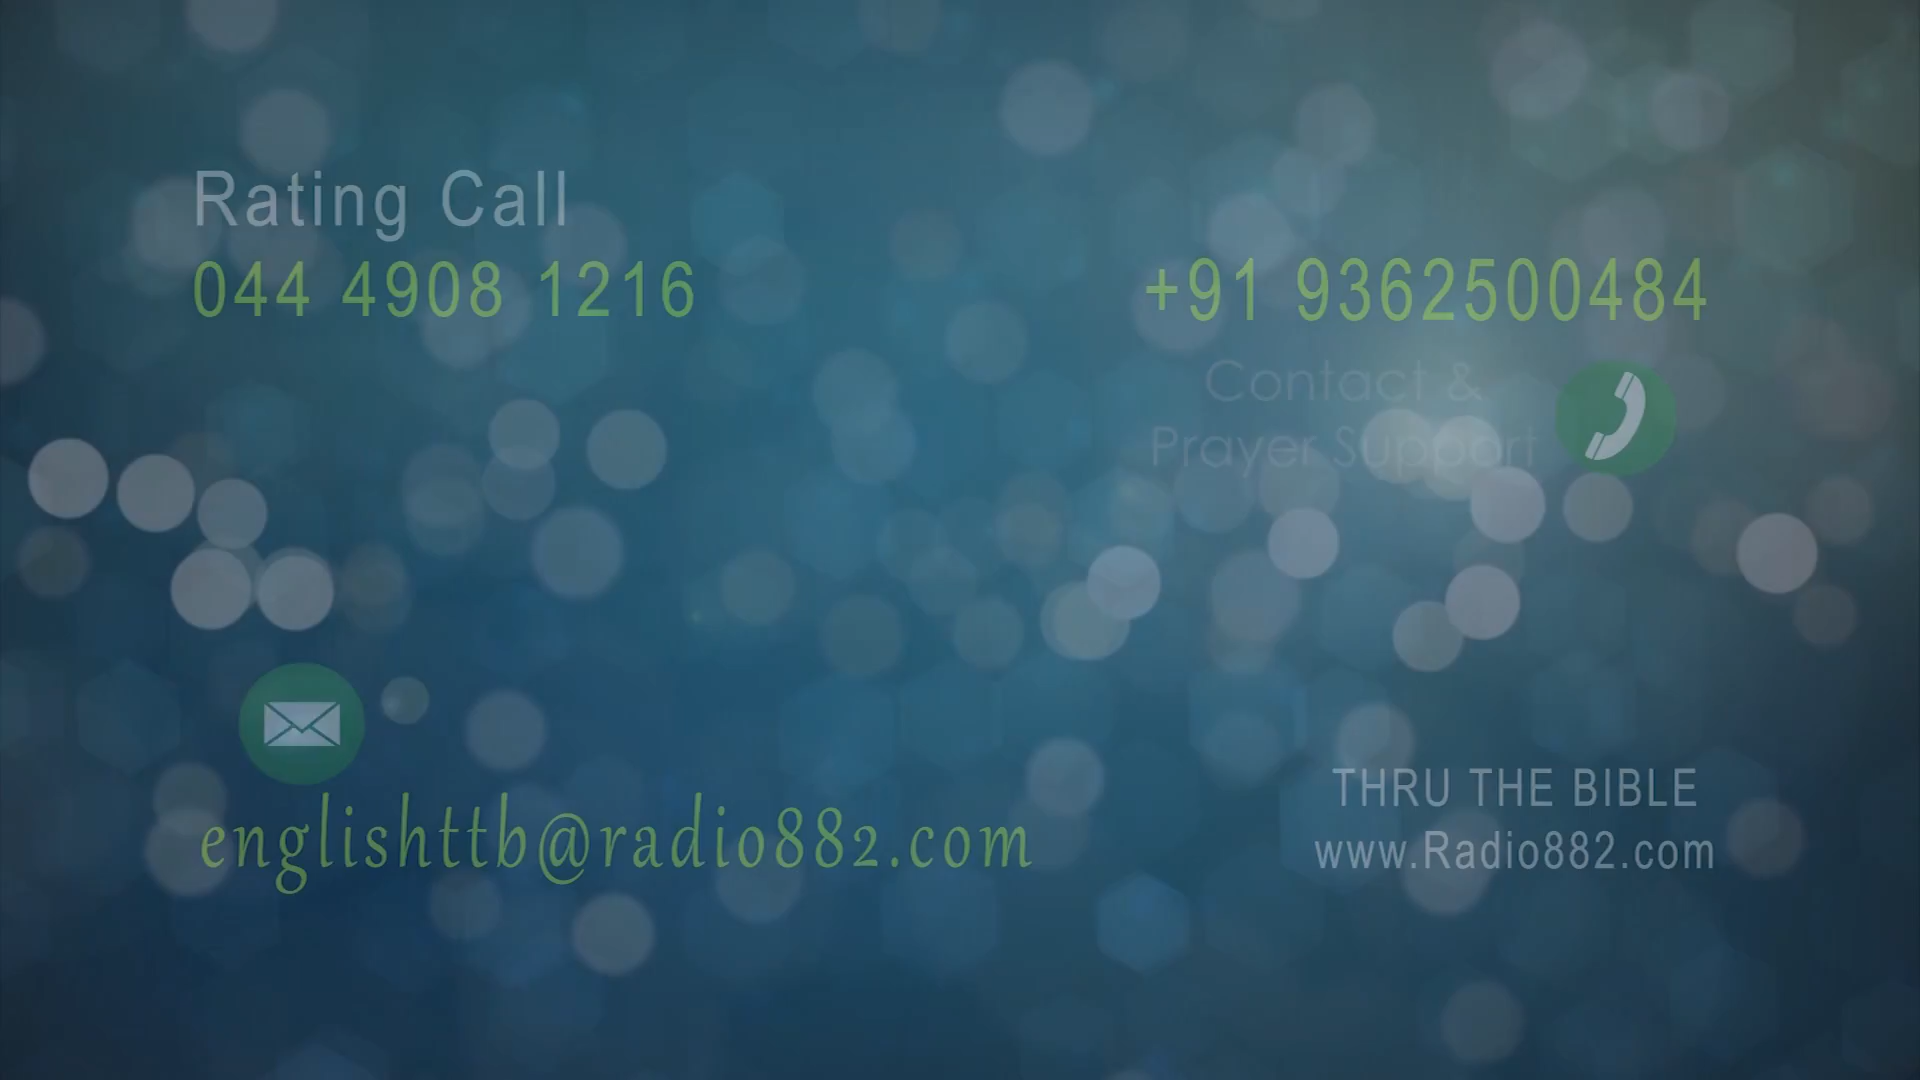 Rating Call
044 4908 1216
+91 9362500484
Contact &
Prayer Support
englishttb@radio882.com
THRU THE BIBLE
www.Radio882.com